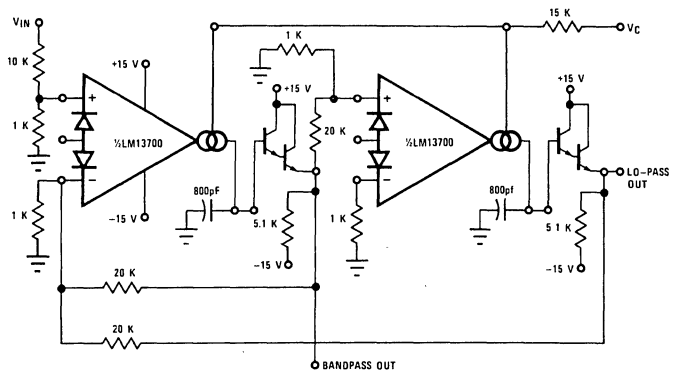 VIN
15 K
VC
1 K
10 K
+15 V
+15 V
+15 V
+
+
1 K
20 K
½LM13700
½LM13700
−
−
LO-PASS
OUT
800pF
800pf
1 K
−15 V
5.1 K
1 K
5 1 K
−15 V
−15 V
20 K
20 K
BANDPASS OUT